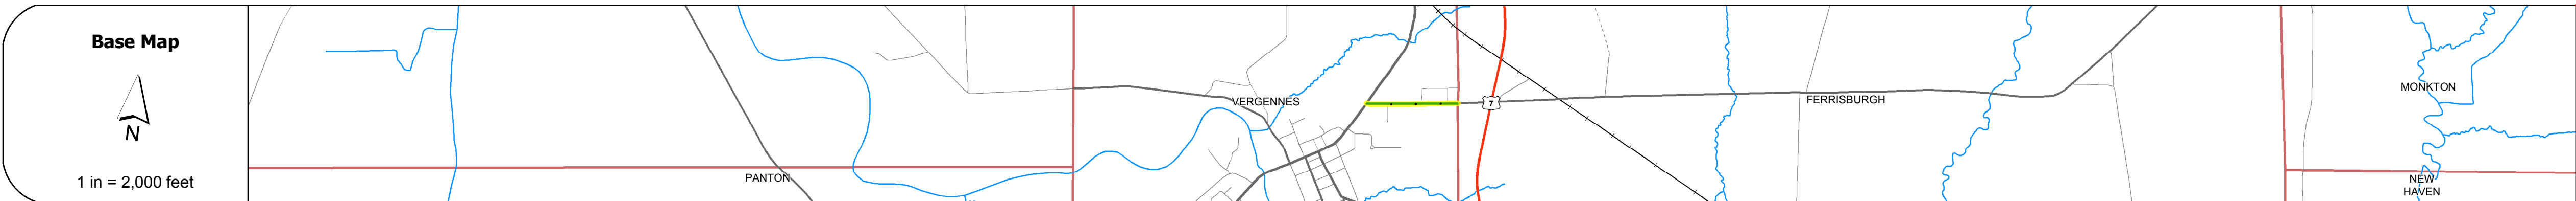 Base Map
N
1 in = 2,000 feet
PANTON
VERGENNES
7
FERRISBURGH
MONKTON
NEW
HAVEN